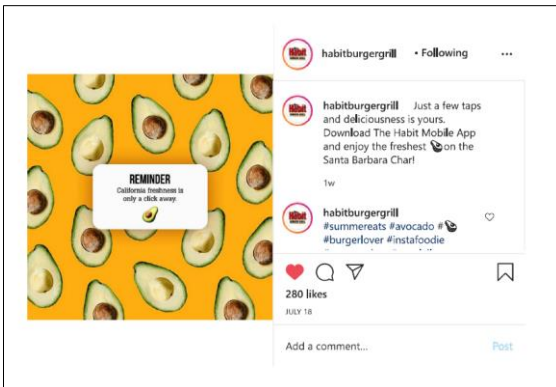 habitburgergrill • Following ...
habitburgergrill Just a few taps
and deliciousness is yours.
Download The Habit Mobile App
and enjoy the freshest 🥑on the
Santa Barbara Char!
1w
REMINDER
California freshness is
only a click away.
habitburgergrill
#summereats #avocado #🥑
#burgerlover #instafoodie
280 likes
JULY 18
Add a comment... Post